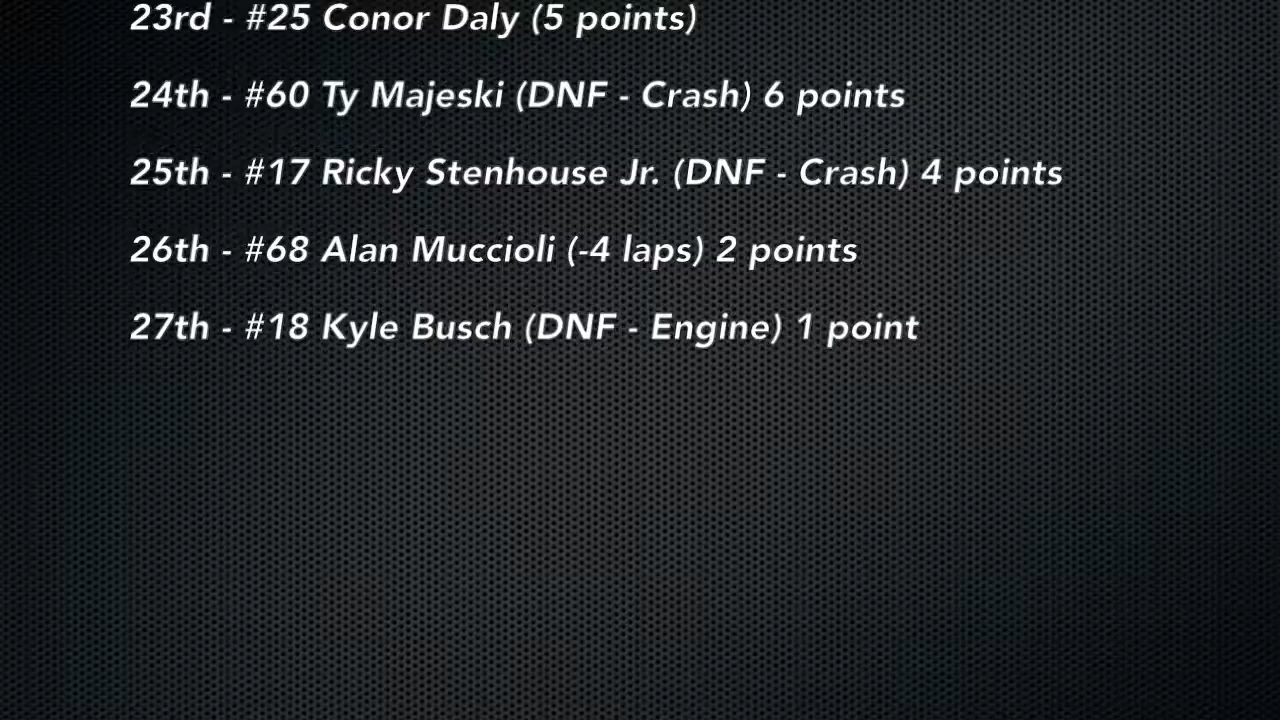 23rd - #25 Conor Daly (5 points)
24th - #60 Ty Majeski (DNF - Crash) 6 points
25th - #17 Ricky Stenhouse Jr. (DNF - Crash) 4 points
26th - #68 Alan Muccioli (-4 laps) 2 points
27th - #18 Kyle Busch (DNF - Engine) 1 point